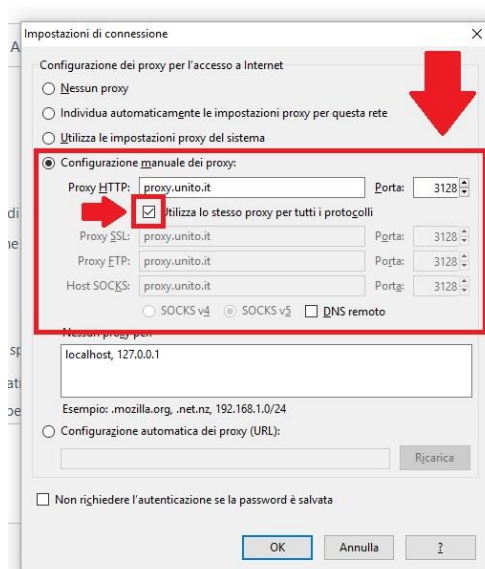 Impostazioni di connessione
A
Configurazione dei proxy per l'accesso a Internet
Nessun proxy
Individua automaticamente le impostazioni proxy per questa rete
Utilizza le impostazioni proxy del sistema
Configurazione manuale dei proxy:
Proxy HTTP: proxy.unito.it Porta: 3128
Utilizza lo stesso proxy per tutti i protocolli
di
Proxy SSL: proxy.unito.it Porta: 3128
ne
Proxy FTP: proxy.unito.it Porta: 3128
Host SOCKS: proxy.unito.it Porta: 3128
SOCKS v4 SOCKS v5 DNS remoto
Nessun proxy per:
sp
localhost, 127.0.0.1
ati
pe
Esempio: .mozilla.org, .net.nz, 192.168.1.0/24
Configurazione automatica dei proxy (URL):
Ricarica
Non richiedere l'autenticazione se la password è salvata
OK Annulla ?